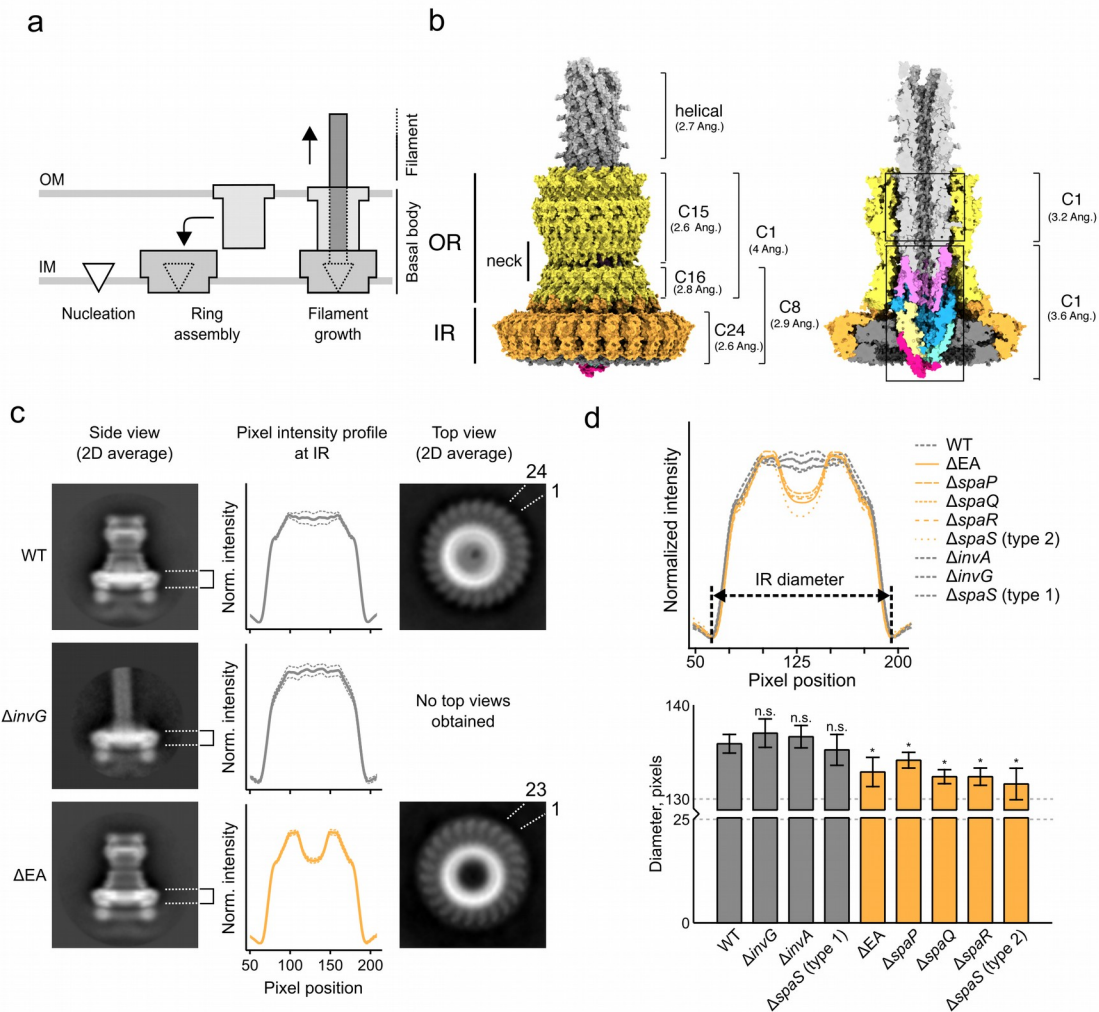 a
OM
IM
Nucleation
Ring
assembly
Filament
growth
Basal body
Filament
b
helical
(2.7 Ang.)
OR
neck
IR
C15
(2.6 Ang.)
C1
(4 Ang.)
C16
(2.8 Ang.)
C8
(2.9 Ang.)
C24
(2.6 Ang.)
C1
(3.2 Ang.)
C1
(3.6 Ang.)
c
Side view
(2D average)
Pixel intensity profile
at IR
Top view
(2D average)
WT
Norm. intensity
24
1
ΔinvG
Norm. intensity
No top views
obtained
ΔEA
Norm. intensity
23
1
50
100
150
200
Pixel position
d
Normalized intensity
IR diameter
50
125
200
Pixel position
WT
ΔEA
ΔspaP
ΔspaQ
ΔspaR
ΔspaS (type 2)
ΔinvA
ΔinvG
ΔspaS (type 1)
Diameter, pixels
140
130
25
0
n.s.
n.s.
n.s.
*
*
*
*
*
WT
ΔinvG
ΔinvA
ΔspaS (type 1)
ΔEA
ΔspaP
ΔspaQ
ΔspaR
ΔspaS (type 2)